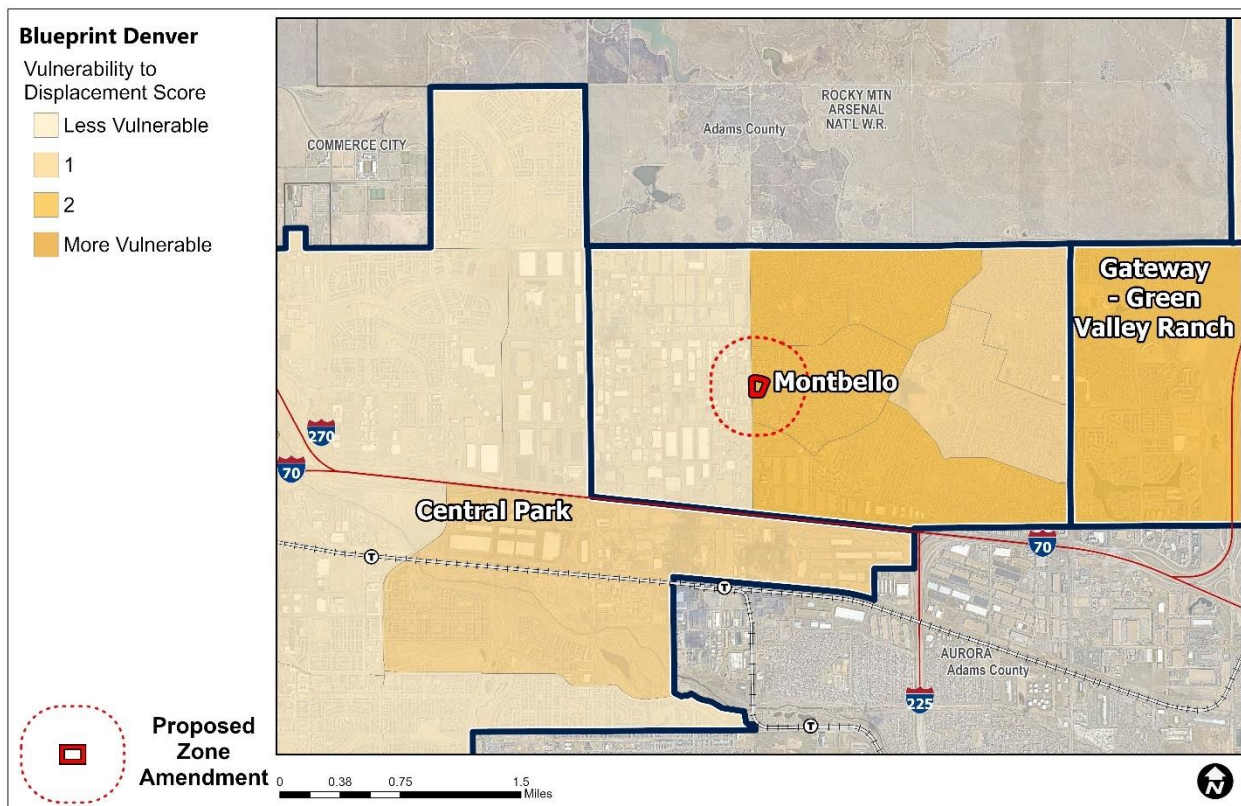 Blueprint Denver
Vulnerability to
Displacement Score
Less Vulnerable
1
2
More Vulnerable
ROCKY MTN
ARSENAL
NAT'L W.R.
Adams County
COMMERCE CITY
Gateway
- Green
Valley Ranch
Montbello
270
70
Central Park
T
70
T
AURORA
Adams County
225
T
Proposed
Zone
Amendment
0 0.38 0.75 1.5
Miles
N